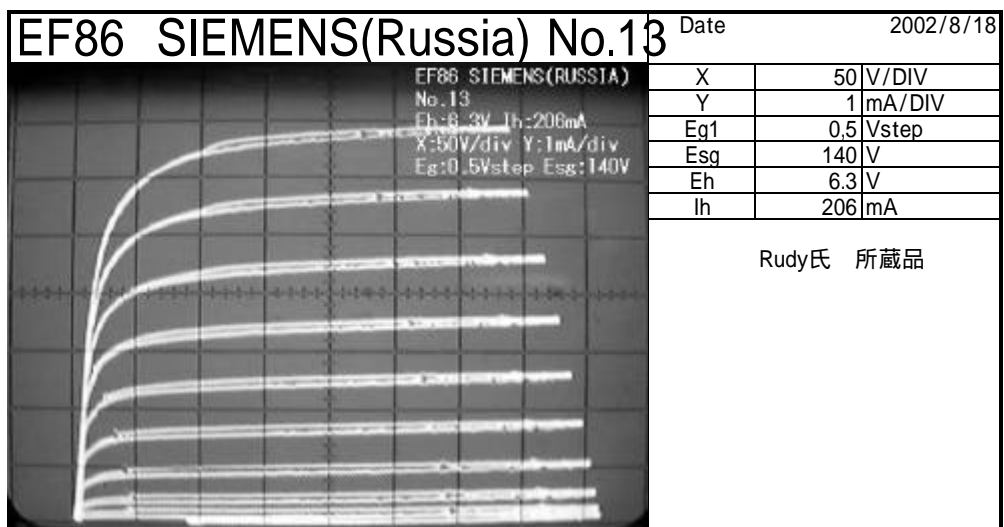 EF86 SIEMENS(Russia) No.13
Date 2002/8/18
EF86 SIEMENS(RUSSIA)
No.13
Eh:6.3V Ih:206mA
X:50V/div Y:1mA/div
Eg:0.5Vstep Esg:140V
X 50 V/DIV
Y 1 mA/DIV
Eg1 0,5 Vstep
Esg 140 V
Eh 6.3 V
Ih 206 mA
Rudy氏 所蔵品